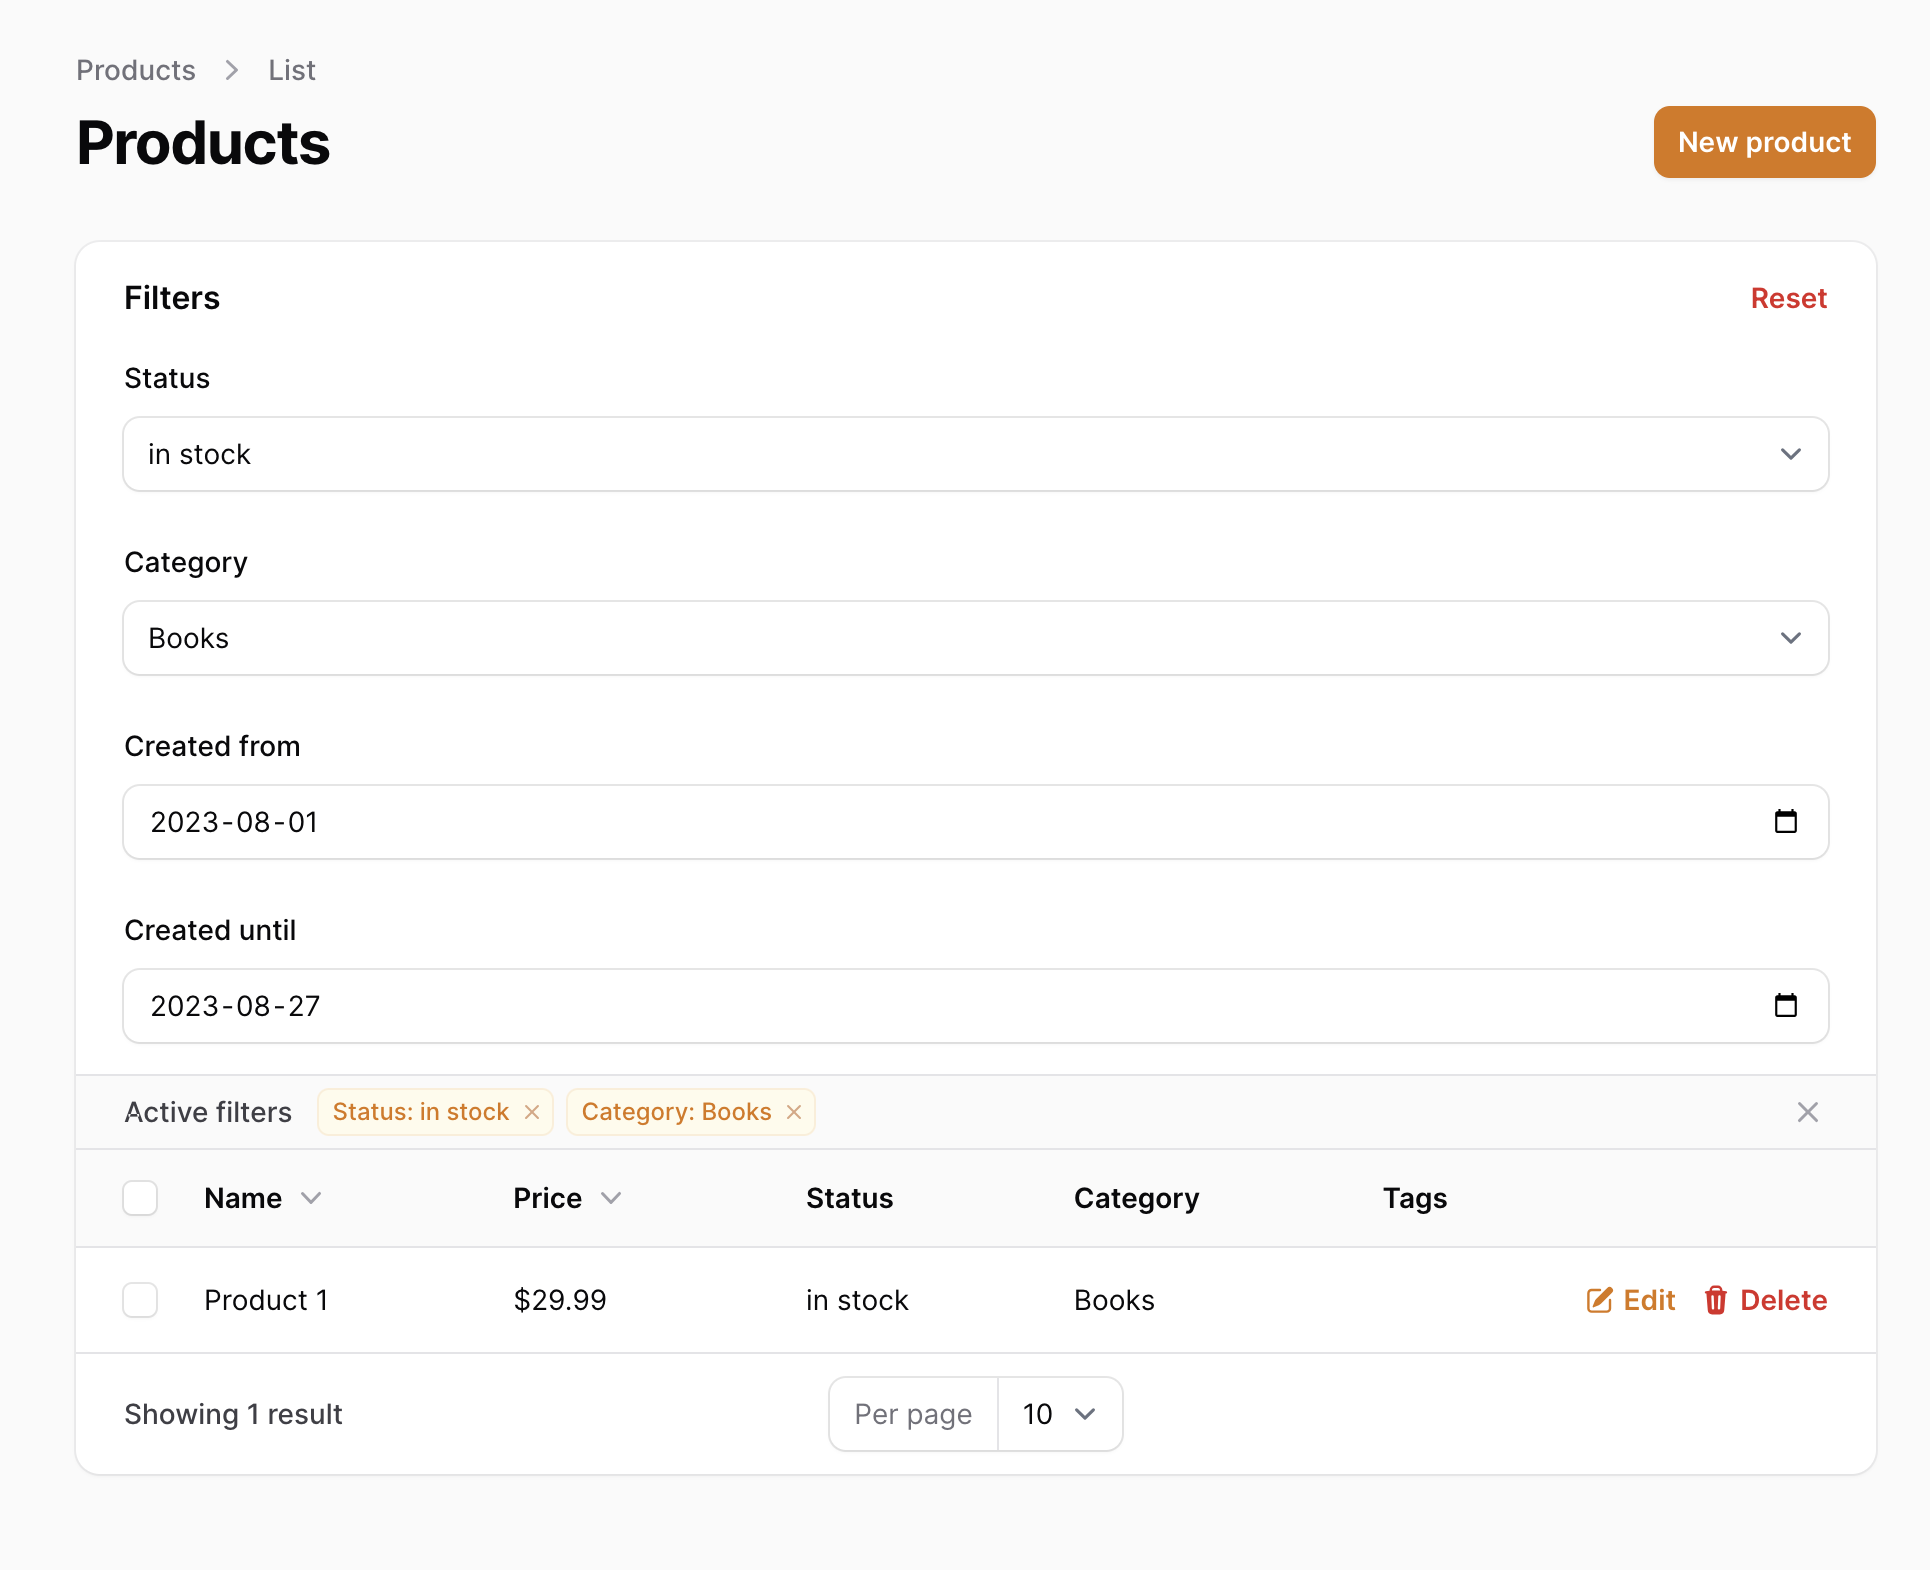 Products > List
Products
New product
Filters
Reset
Status
in stock
Category
Books
Created from
2023-08-01
Created until
2023-08-27
Active filters Status: in stock Category: Books
Name Price Status Category Tags
Product 1 $29.99 in stock Books Edit Delete
Showing 1 result Per page 10